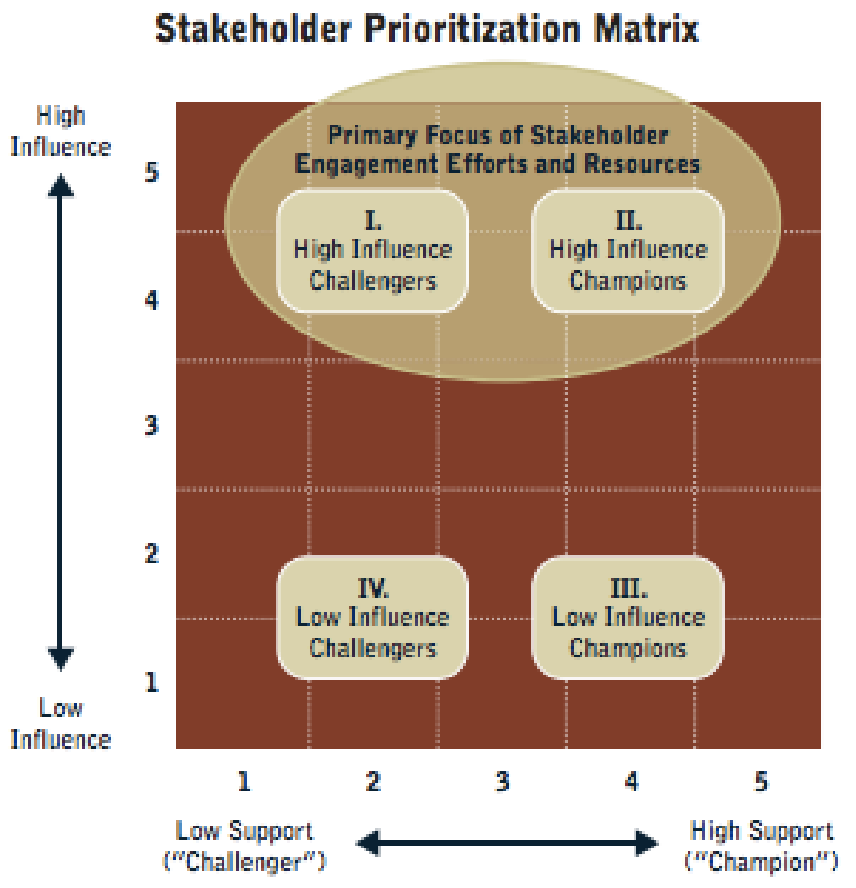 Stakeholder Prioritization Matrix
High
Influence
Primary Focus of Stakeholder
Engagement Efforts and Resources
5
I.
High Influence
Challengers
II.
High Influence
Champions
4
3
2
IV.
Low Influence
Challengers
III.
Low Influence
Champions
1
Low
Influence
1 2 3 4 5
Low Support
("Challenger")
High Support
("Champion")